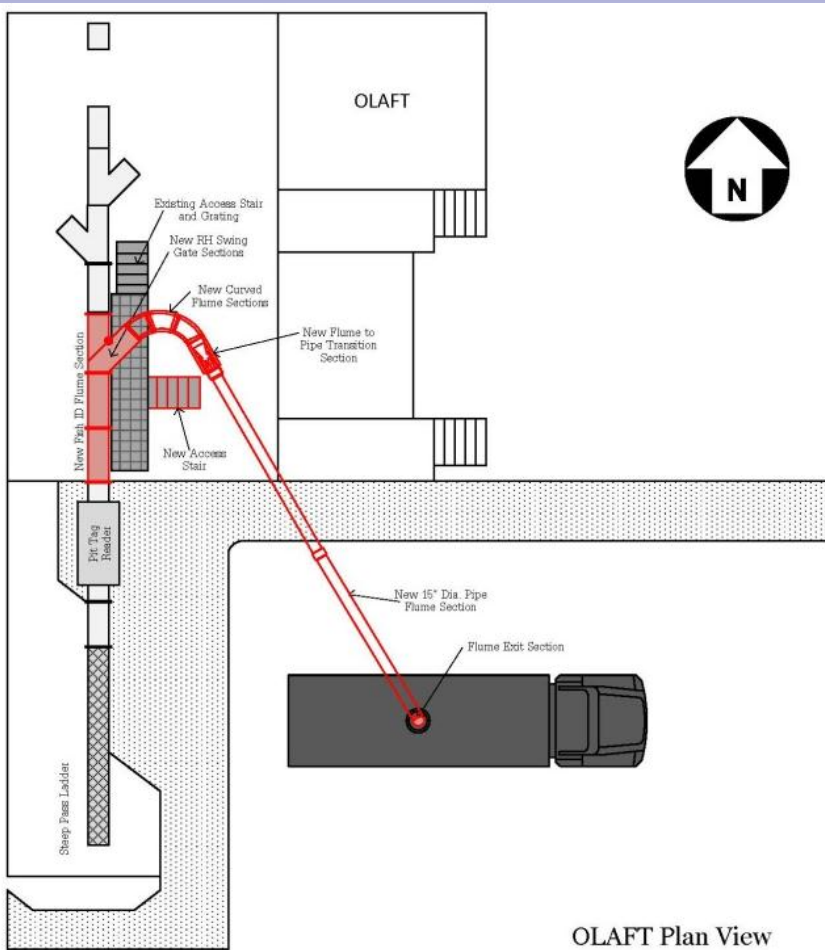 OLAFT
N
Existing Access Stair
and Grating
New RH Swing
Gate Sections
New Curved
Flume Sections
New Flume to
Pipe Transition
Section
New Fish ID Flume Section
New Access
Stair
Pit Tag
Reader
New 15" Dia. Pipe
Flume Section
Flume Exit Section
Steep Pass Ladder
OLAFT Plan View